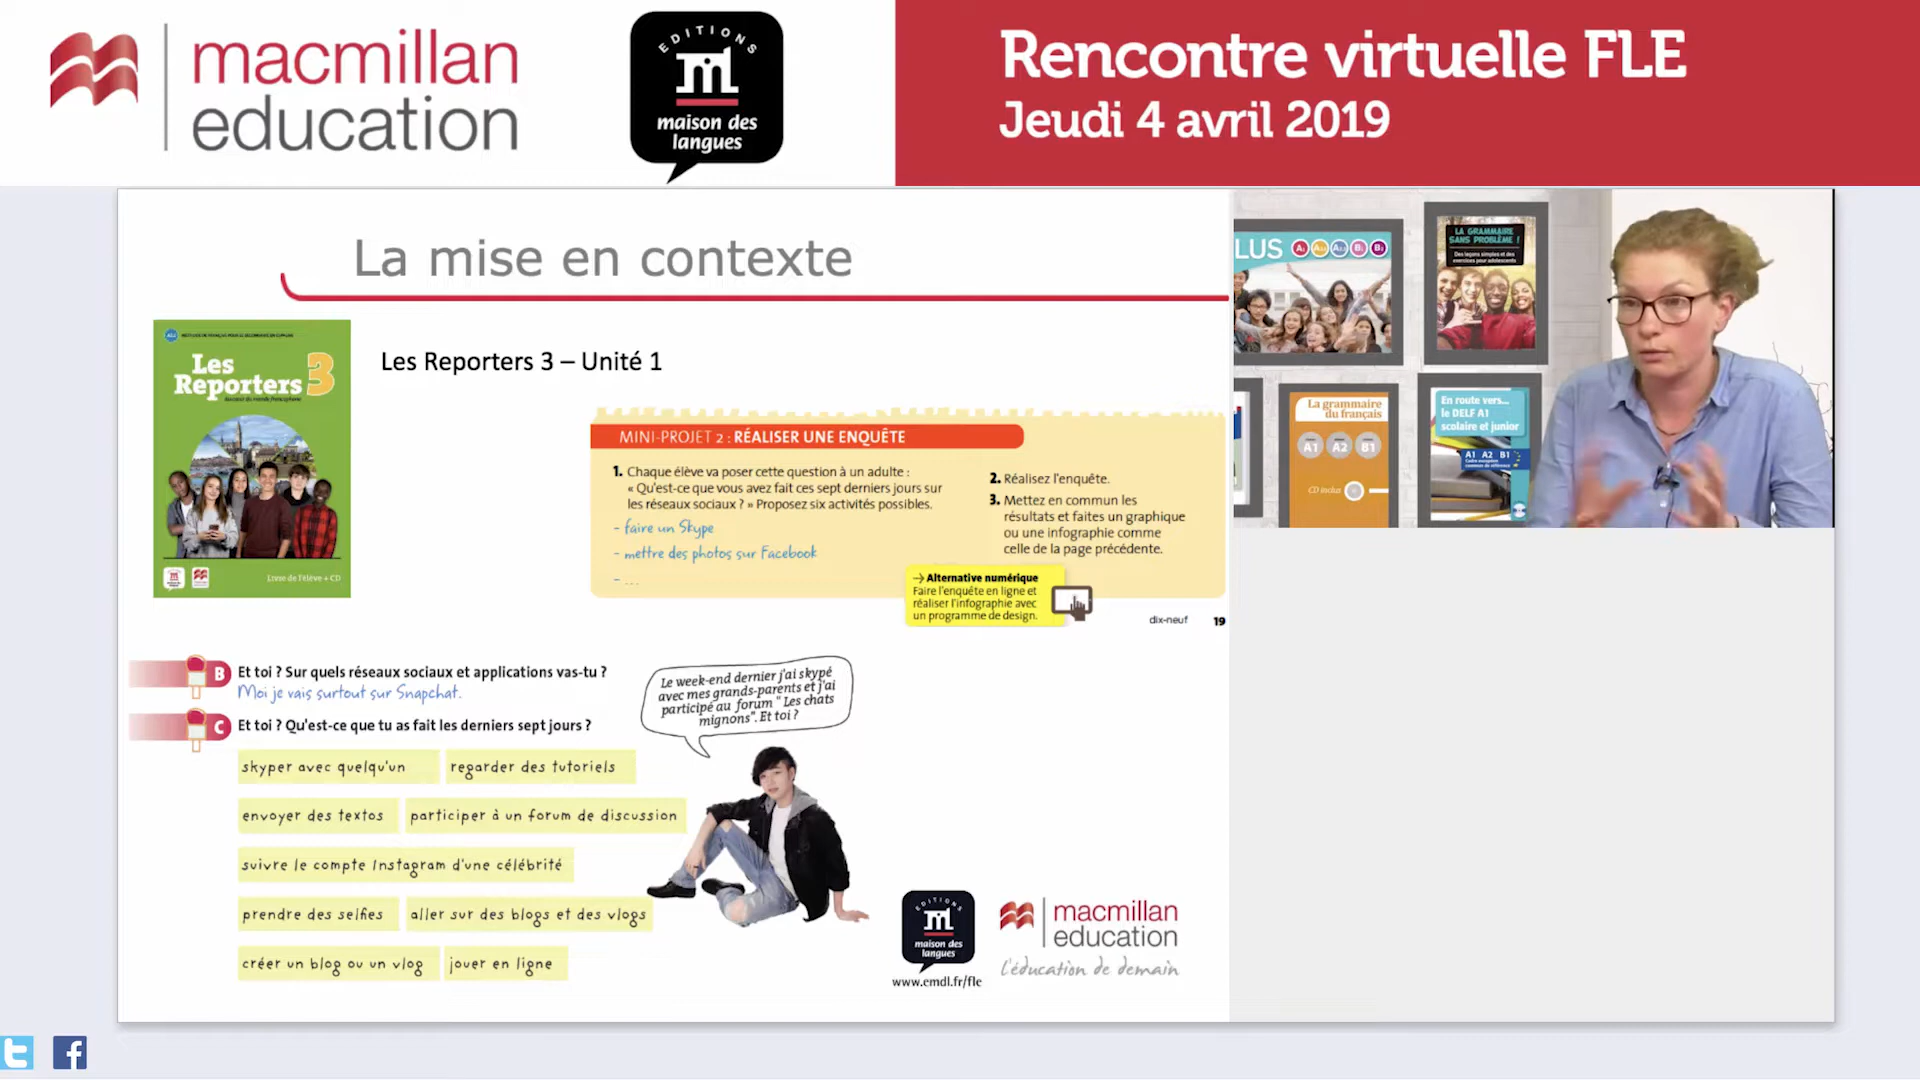 macmillan
education
EDITIONS
maison des
langues
Rencontre virtuelle FLE
Jeudi 4 avril 2019
La mise en contexte
Les
Reporters 3
Livre de l'élève + CD
Les Reporters 3 – Unité 1
MINI-PROJET 2 : RÉALISER UNE ENQUÊTE
1. Chaque élève va poser cette question à un adulte :
« Qu'est-ce que vous avez fait ces sept derniers jours sur
les réseaux sociaux ? » Proposez six activités possibles.
- faire un Skype
- mettre des photos sur Facebook
- ...
2. Réalisez l'enquête.
3. Mettez en commun les
résultats et faites un graphique
ou une infographie comme
celle de la page précédente.
→ Alternative numérique
Faire l'enquête en ligne et
réaliser l'infographie avec
un programme de design.
dix-neuf 19
B Et toi ? Sur quels réseaux sociaux et applications vas-tu ?
Moi je vais surtout sur Snapchat.
C Et toi ? Qu'est-ce que tu as fait les derniers sept jours ?
skyper avec quelqu'un
regarder des tutoriels
envoyer des textos
participer à un forum de discussion
suivre le compte Instagram d'une célébrité
prendre des selfies
aller sur des blogs et des vlogs
créer un blog ou un vlog
jouer en ligne
Le week-end dernier j'ai skypé
avec mes grands-parents et j'ai
participé au forum " Les chats
mignons". Et toi ?
EDITIONS
maison des
langues
www.emdl.fr/fle
macmillan
education
l'éducation de demain
LUS A1 B1
LA GRAMMAIRE
SANS PROBLÈME !
Des leçons simples et des
exercices pour adolescents
La grammaire
du français
A1 A2 B1
CD inclus
En route vers...
le DELF A1
scolaire et junior
A1 A2 B1